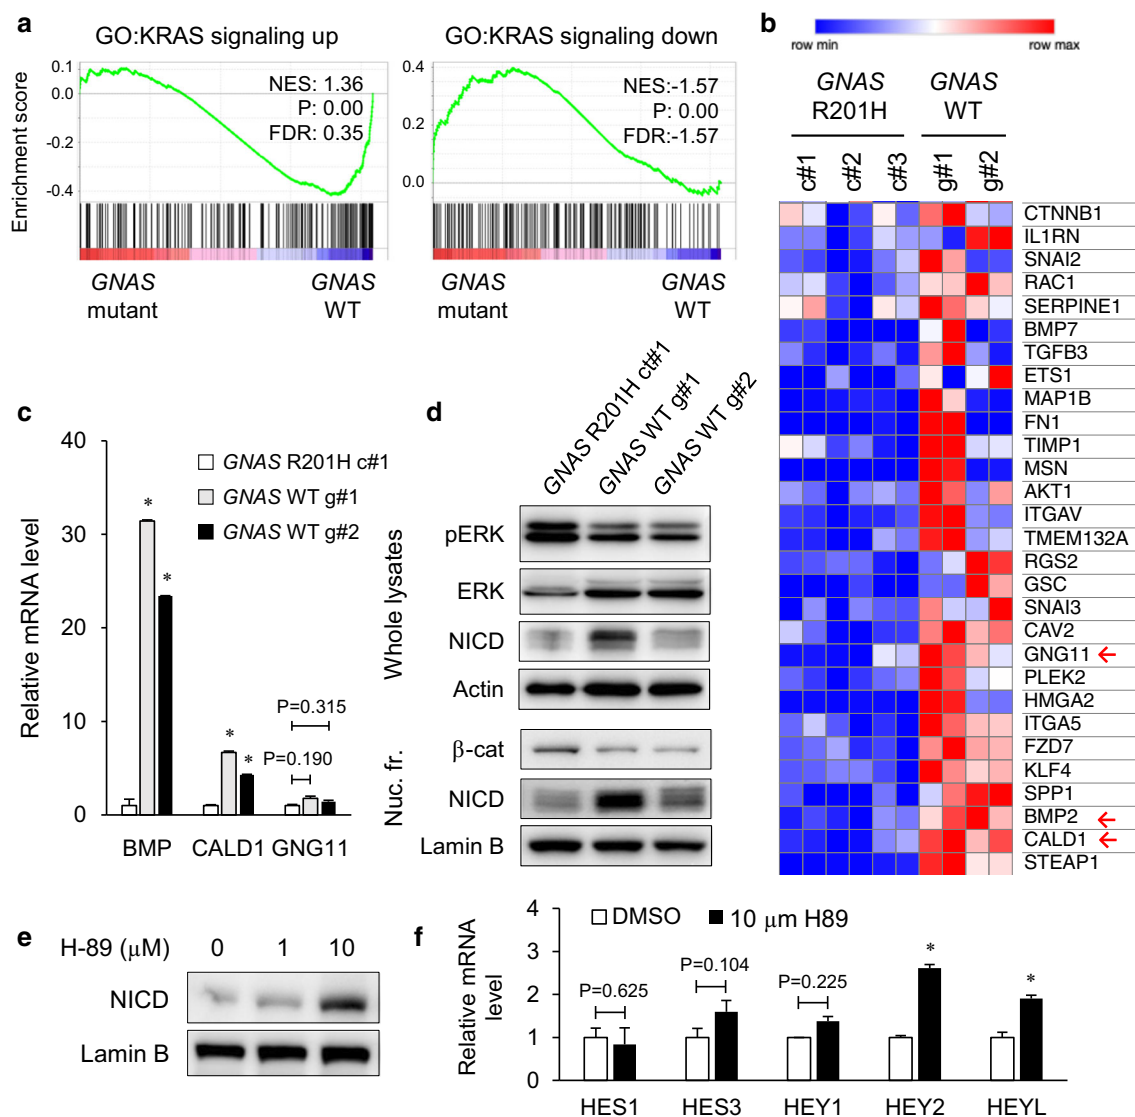 a
GO:KRAS signaling up
GO:KRAS signaling down
Enrichment score
0.1
0.0
-0.2
-0.4
NES: 1.36
P: 0.00
FDR: 0.35
0.4
0.2
0.0
NES:-1.57
P: 0.00
FDR:-1.57
GNAS
mutant
GNAS
WT
GNAS
mutant
GNAS
WT
b
row min
row max
GNAS
R201H
GNAS
WT
c#1
c#2
c#3
g#1
g#2
CTNNB1
IL1RN
SNAI2
RAC1
SERPINE1
BMP7
TGFB3
ETS1
MAP1B
FN1
TIMP1
MSN
AKT1
ITGAV
TMEM132A
RGS2
GSC
SNAI3
CAV2
GNG11
PLEK2
HMGA2
ITGA5
FZD7
KLF4
SPP1
BMP2
CALD1
STEAP1
c
Relative mRNA level
40
30
20
10
0
GNAS R201H c#1
GNAS WT g#1
GNAS WT g#2
*
*
*
*
P=0.315
P=0.190
BMP
CALD1
GNG11
d
GNAS R201H ct#1
GNAS WT g#1
GNAS WT g#2
Whole lysates
pERK
ERK
NICD
Actin
Nuc. fr.
β-cat
NICD
Lamin B
e
H-89 (μM)
0
1
10
NICD
Lamin B
f
Relative mRNA
level
4
3
2
1
0
DMSO
10 μm H89
P=0.625
P=0.104
P=0.225
*
*
HES1
HES3
HEY1
HEY2
HEYL